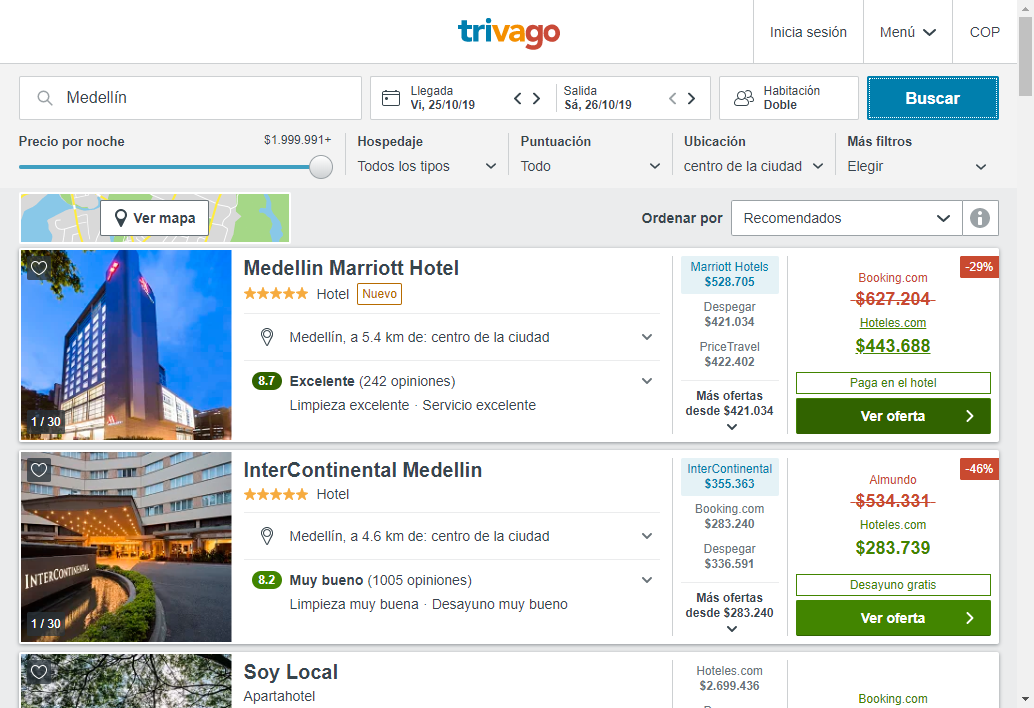 trivago
Inicia sesión
Menú
COP
Medellín
Llegada
Vi, 25/10/19
Salida
Sá, 26/10/19
Habitación
Doble
Buscar
Precio por noche
$1.999.991+
Hospedaje
Todos los tipos
Puntuación
Todo
Ubicación
centro de la ciudad
Más filtros
Elegir
Ver mapa
Ordenar por
Recomendados
1 / 30
Medellin Marriott Hotel
Hotel
Nuevo
Medellín, a 5.4 km de: centro de la ciudad
8.7 Excelente (242 opiniones)
Limpieza excelente · Servicio excelente
Marriott Hotels
$528.705
Despegar
$421.034
PriceTravel
$422.402
Más ofertas
desde $421.034
-29%
Booking.com
$627.204
Hoteles.com
$443.688
Paga en el hotel
Ver oferta
INTERCONTINENTAL
1 / 30
InterContinental Medellin
Hotel
Medellín, a 4.6 km de: centro de la ciudad
8.2 Muy bueno (1005 opiniones)
Limpieza muy buena · Desayuno muy bueno
InterContinental
$355.363
Booking.com
$283.240
Despegar
$336.591
Más ofertas
desde $283.240
-46%
Almundo
$534.331
Hoteles.com
$283.739
Desayuno gratis
Ver oferta
Soy Local
Apartahotel
Hoteles.com
$2.699.436
Booking.com